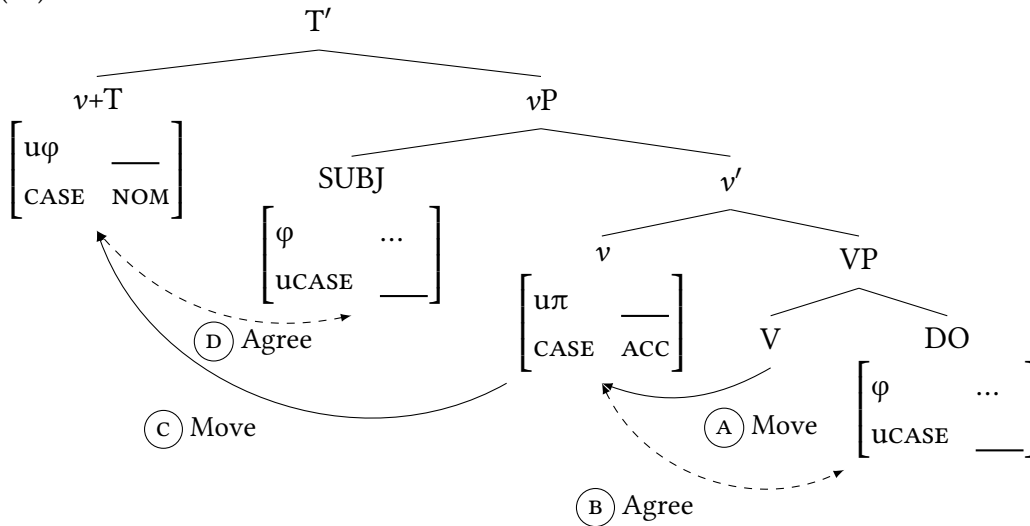 T′
v+T vP
uφ ___
CASE NOM
SUBJ v′
φ ...
uCASE ___
v VP
uπ ___
CASE ACC
V DO
φ ...
uCASE ___
D Agree
C Move
A Move
B Agree